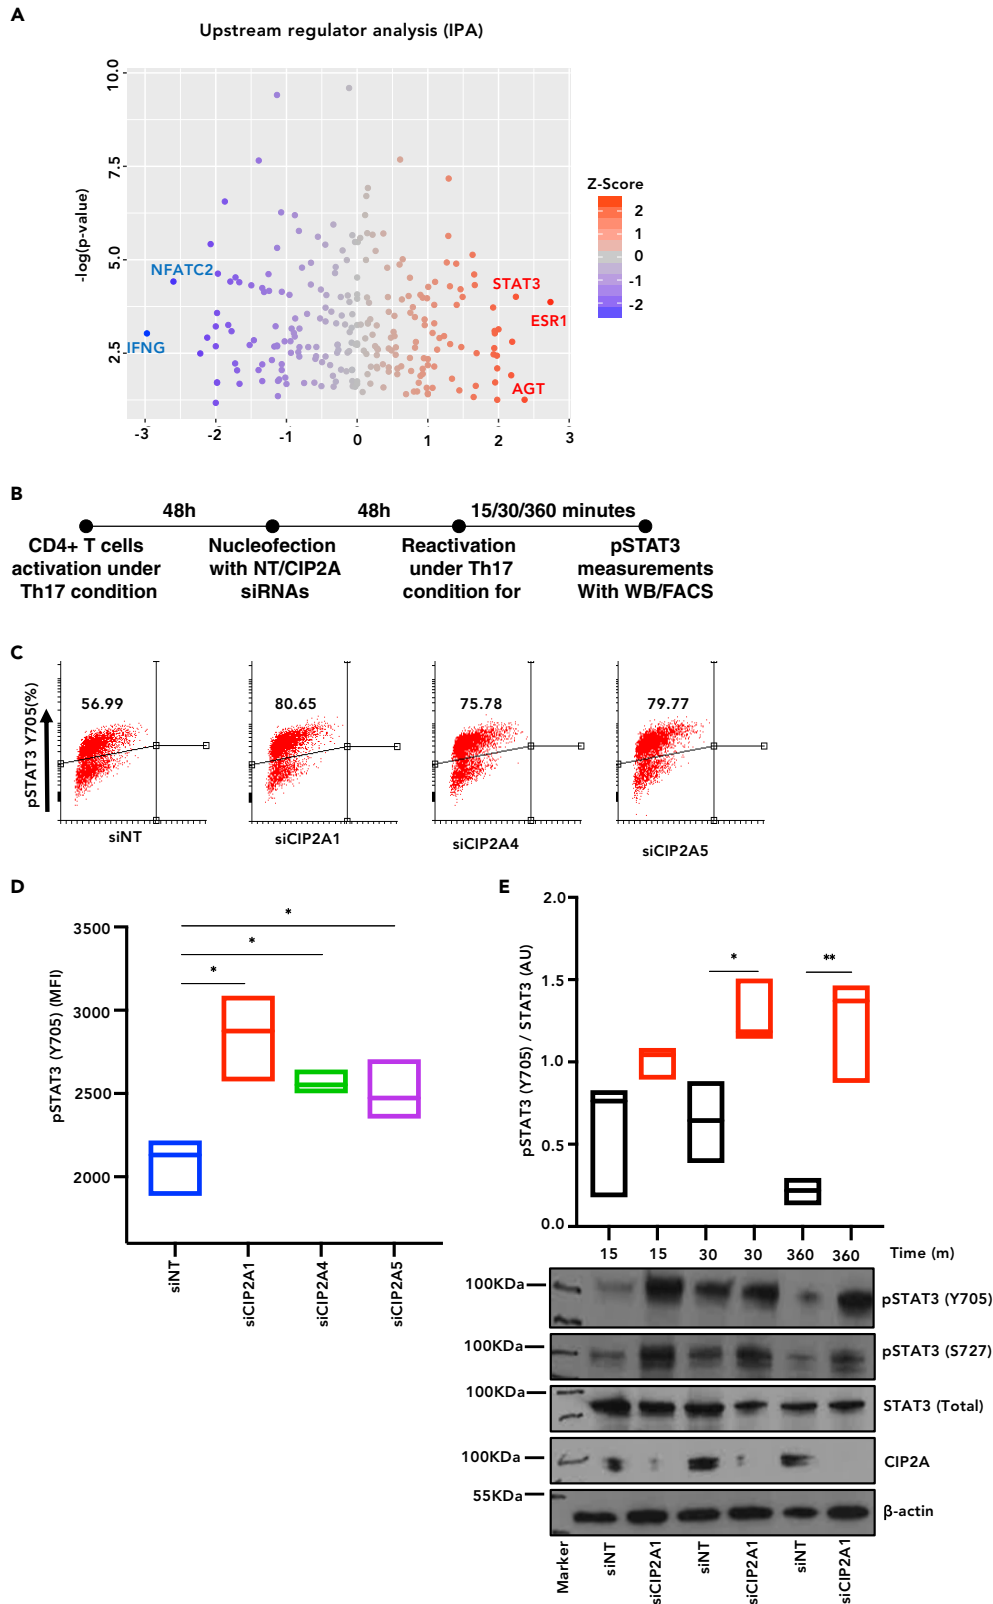 A
Upstream regulator analysis (IPA)
10.0
7.5
5.0
2.5
-log(p-value)
NFATC2
IFNG
STAT3
ESR1
AGT
-3
-2
-1
0
1
2
3
Z-Score
2
1
0
-1
-2
B
48h
48h
15/30/360 minutes
CD4+ T cells
activation under
Th17 condition
Nucleofection
with NT/CIP2A
siRNAs
Reactivation
under Th17
condition for
pSTAT3
measurements
With WB/FACS
C
pSTAT3 Y705(%)
56.99
80.65
75.78
79.77
siNT
siCIP2A1
siCIP2A4
siCIP2A5
D
pSTAT3 (Y705) (MFI)
3500
3000
2500
2000
*
*
*
siNT
siCIP2A1
siCIP2A4
siCIP2A5
E
pSTAT3 (Y705) / STAT3 (AU)
2.0
1.5
1.0
0.5
0.0
*
**
15
15
30
30
360
360
Time (m)
100KDa
pSTAT3 (Y705)
100KDa
pSTAT3 (S727)
100KDa
STAT3 (Total)
100KDa
CIP2A
55KDa
β-actin
Marker
siNT
siCIP2A1
siNT
siCIP2A1
siNT
siCIP2A1